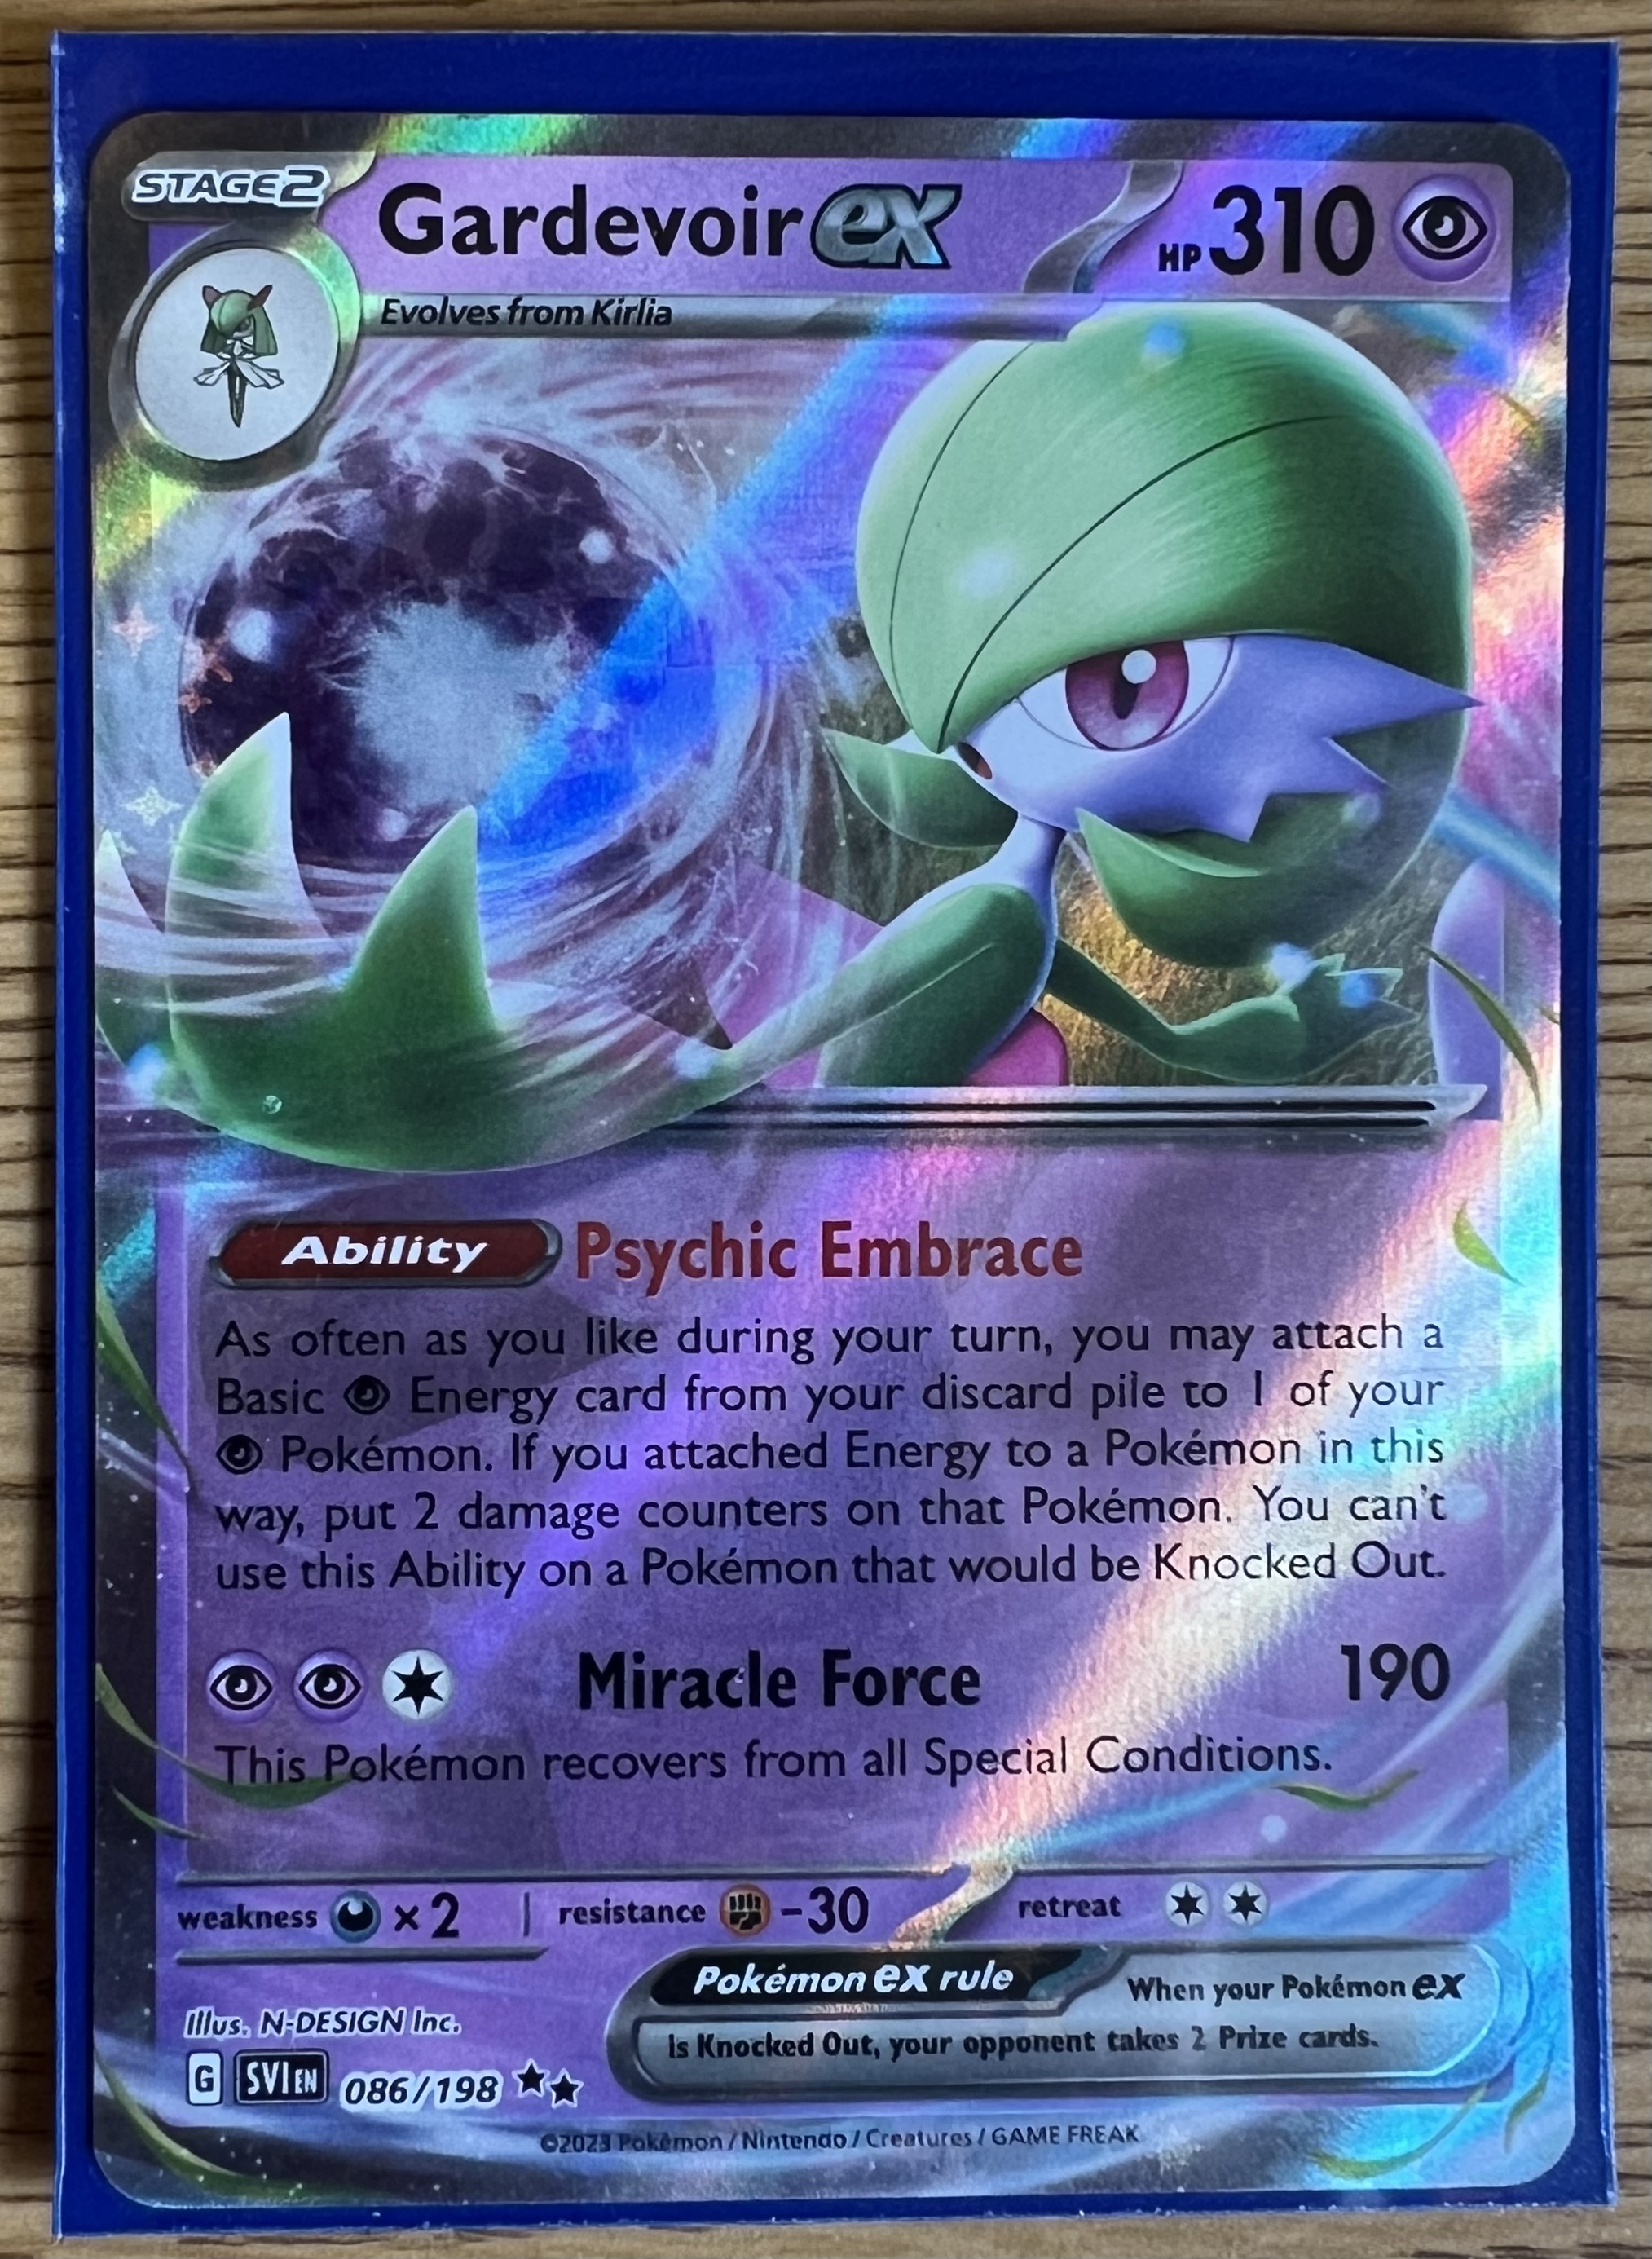 STAGE2
Gardevoir ex
HP 310
Evolves from Kirlia
Ability Psychic Embrace
As often as you like during your turn, you may attach a
Basic Energy card from your discard pile to 1 of your
Pokémon. If you attached Energy to a Pokémon in this
way, put 2 damage counters on that Pokémon. You can't
use this Ability on a Pokémon that would be Knocked Out.
Miracle Force 190
This Pokémon recovers from all Special Conditions.
weakness ×2 resistance -30 retreat
Pokémon ex rule When your Pokémon ex
is Knocked Out, your opponent takes 2 Prize cards.
Illus. N-DESIGN Inc.
G SVI EN 086/198
©2023 Pokémon / Nintendo / Creatures / GAME FREAK